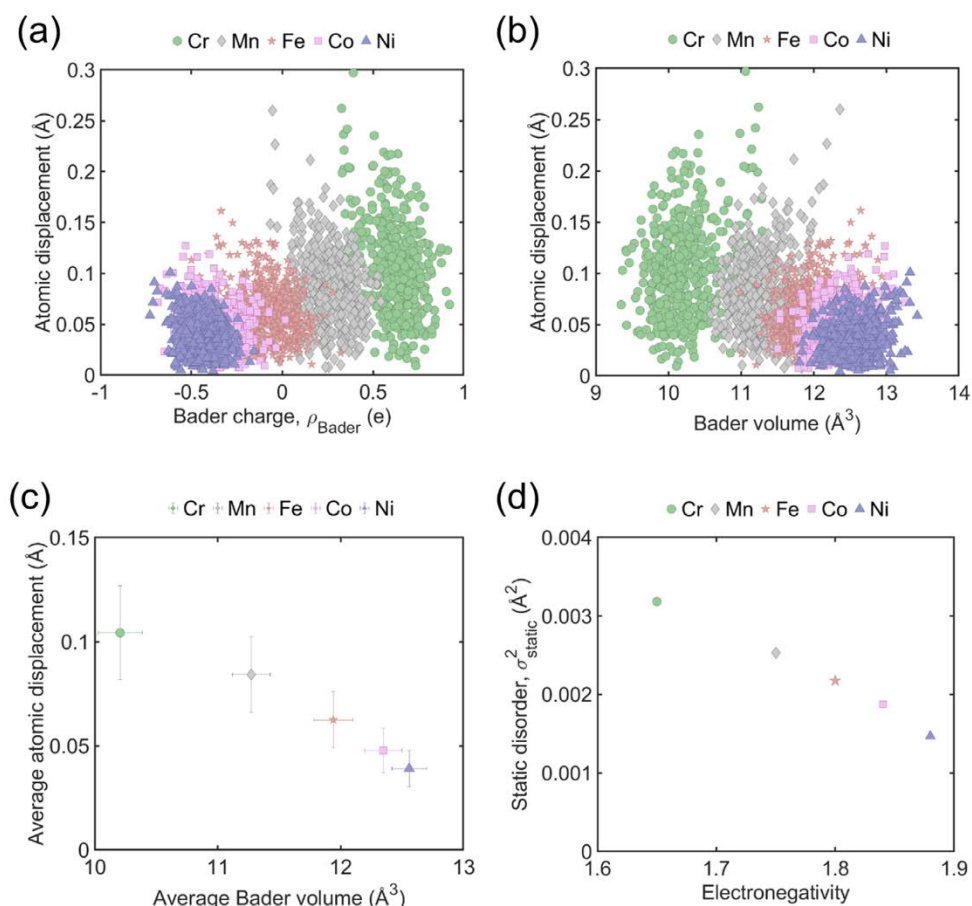 (a)
Cr Mn Fe Co Ni
Atomic displacement (Å)
0.3
0.25
0.2
0.15
0.1
0.05
0
-1 -0.5 0 0.5 1
Bader charge, ρBader (e)
(b)
Cr Mn Fe Co Ni
Atomic displacement (Å)
0.3
0.25
0.2
0.15
0.1
0.05
0
9 10 11 12 13 14
Bader volume (Å³)
(c)
Cr Mn Fe Co Ni
Average atomic displacement (Å)
0.15
0.1
0.05
0
10 11 12 13
Average Bader volume (Å³)
(d)
Cr Mn Fe Co Ni
Static disorder, σ²static (Å²)
0.004
0.003
0.002
0.001
0
1.6 1.7 1.8 1.9
Electronegativity